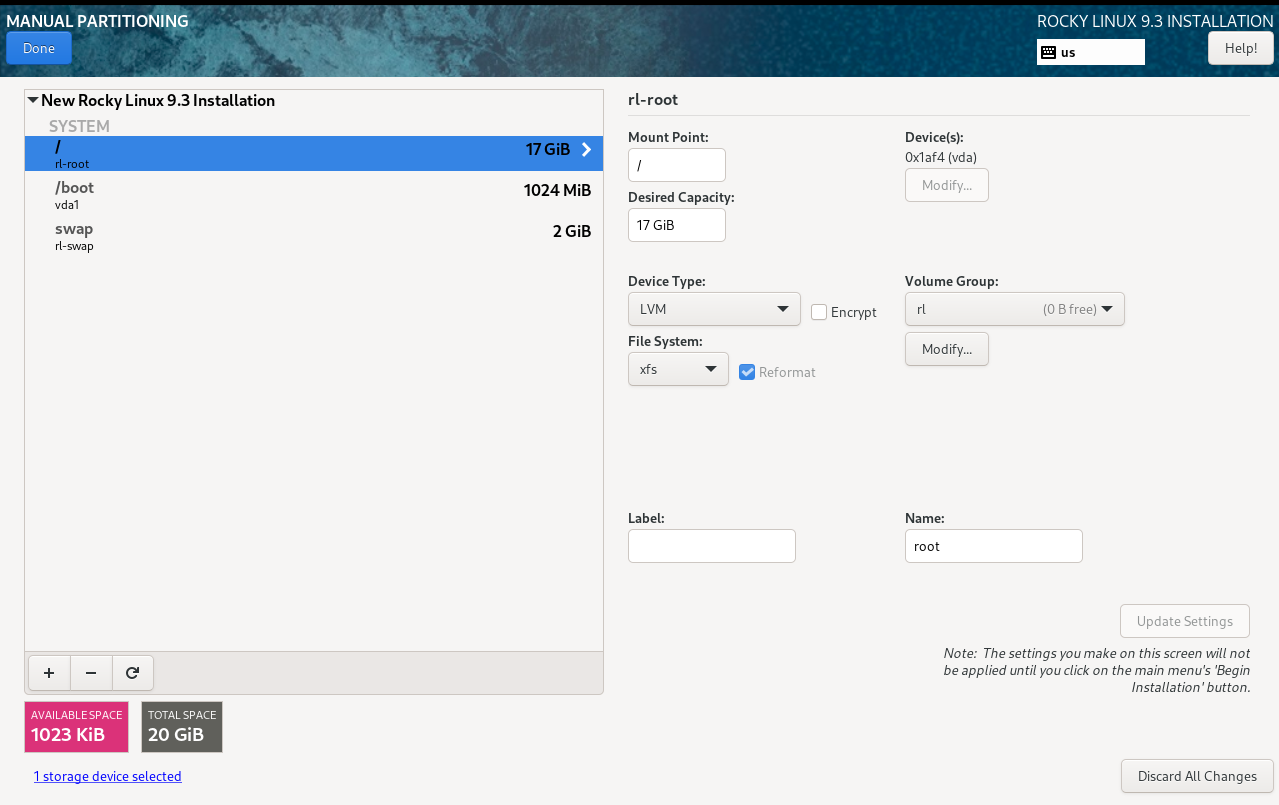 MANUAL PARTITIONING
ROCKY LINUX 9.3 INSTALLATION
Done
us
Help!
New Rocky Linux 9.3 Installation
SYSTEM
/
17 GiB
rl-root
/boot
1024 MiB
vda1
swap
2 GiB
rl-swap
rl-root
Mount Point:
/
Desired Capacity:
17 GiB
Device(s):
0x1af4 (vda)
Modify...
Device Type:
LVM
Encrypt
Volume Group:
rl (0 B free)
Modify...
File System:
xfs
Reformat
Label:
Name:
root
Update Settings
Note:  The settings you make on this screen will not
be applied until you click on the main menu's 'Begin
Installation' button.
+
−
AVAILABLE SPACE
1023 KiB
TOTAL SPACE
20 GiB
1 storage device selected
Discard All Changes